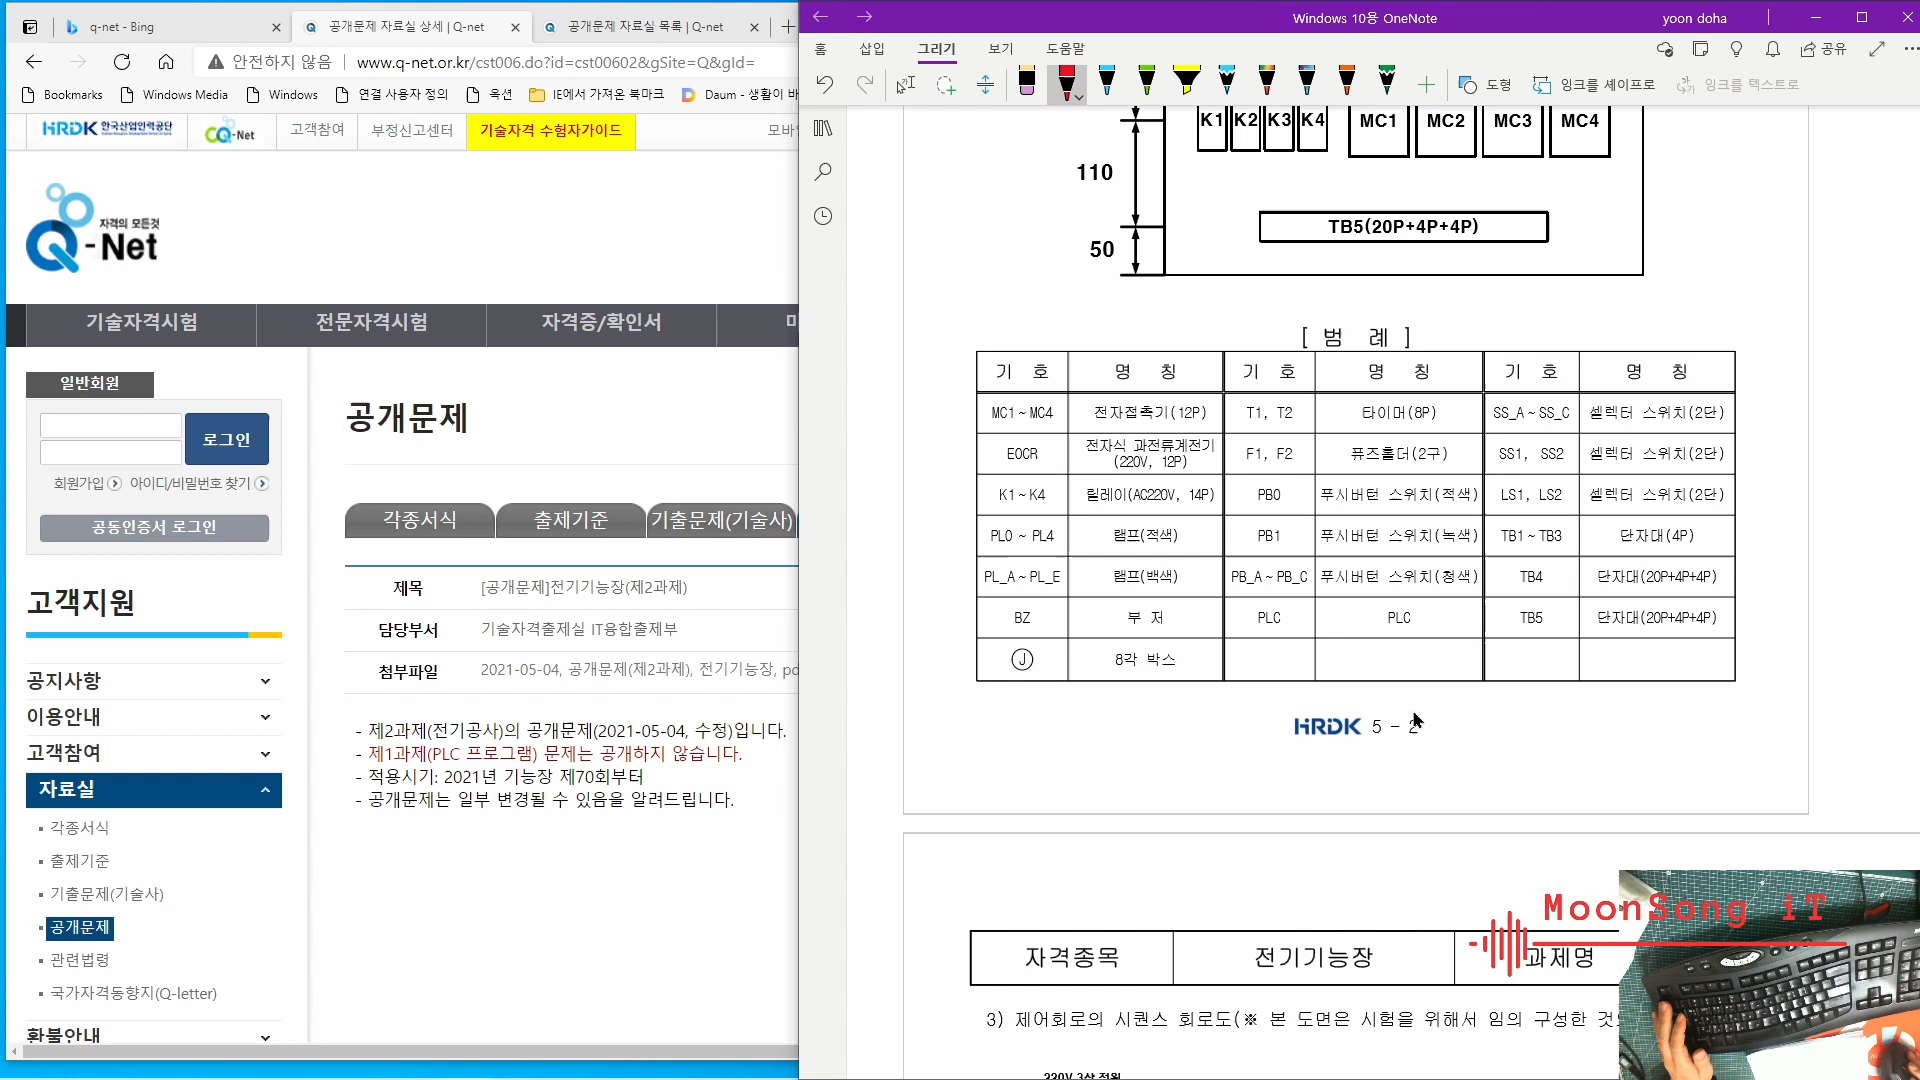 q-net - Bing
공개문제 자료실 상세 | Q-net
공개문제 자료실 목록 | Q-net
안전하지 않음
www.q-net.or.kr/cst006.do?id=cst00602&gSite=Q&gId=
Bookmarks
Windows Media
Windows
연결 사용자 정의
옥션
IE에서 가져온 북마크
Daum - 생활이 바
HRDK 한국산업인력공단
CQ-Net
고객참여
부정신고센터
기술자격 수험자가이드
모바
자격의 모든것
Q-Net
기술자격시험
전문자격시험
자격증/확인서
일반회원
로그인
회원가입
아이디/비밀번호 찾기
공동인증서 로그인
고객지원
공지사항
이용안내
고객참여
자료실
각종서식
출제기준
기출문제(기술사)
공개문제
관련법령
국가자격동향지(Q-letter)
환불안내
공개문제
각종서식
출제기준
기출문제(기술사)
제목
[공개문제]전기기능장(제2과제)
담당부서
기술자격출제실 IT융합출제부
첨부파일
2021-05-04, 공개문제(제2과제), 전기기능장, pd
- 제2과제(전기공사)의 공개문제(2021-05-04, 수정)입니다.
- 제1과제(PLC 프로그램) 문제는 공개하지 않습니다.
- 적용시기: 2021년 기능장 제70회부터
- 공개문제는 일부 변경될 수 있음을 알려드립니다.
Windows 10용 OneNote
yoon doha
홈
삽입
그리기
보기
도움말
공유
도형
잉크를 셰이프로
잉크를 텍스트로
K1 K2 K3 K4 MC1 MC2 MC3 MC4
110
TB5(20P+4P+4P)
50
[ 범 례 ]
기 호 명 칭 기 호 명 칭 기 호 명 칭
MC1~MC4 전자접촉기(12P) T1, T2 타이머(8P) SS_A~SS_C 셀렉터 스위치(2단)
EOCR 전자식 과전류계전기 (220V, 12P) F1, F2 퓨즈홀더(2구) SS1, SS2 셀렉터 스위치(2단)
K1~K4 릴레이(AC220V, 14P) PB0 푸시버턴 스위치(적색) LS1, LS2 셀렉터 스위치(2단)
PL0 ~ PL4 램프(적색) PB1 푸시버턴 스위치(녹색) TB1~TB3 단자대(4P)
PL_A~PL_E 램프(백색) PB_A~PB_C 푸시버턴 스위치(청색) TB4 단자대(20P+4P+4P)
BZ 부 저 PLC PLC TB5 단자대(20P+4P+4P)
J 8각 박스
HRDK 5 - 2
자격종목 전기기능장 과제명
3) 제어회로의 시퀀스 회로도(※ 본 도면은 시험을 위해서 임의 구성한 것
220V 3상 전원
MoonSong iT